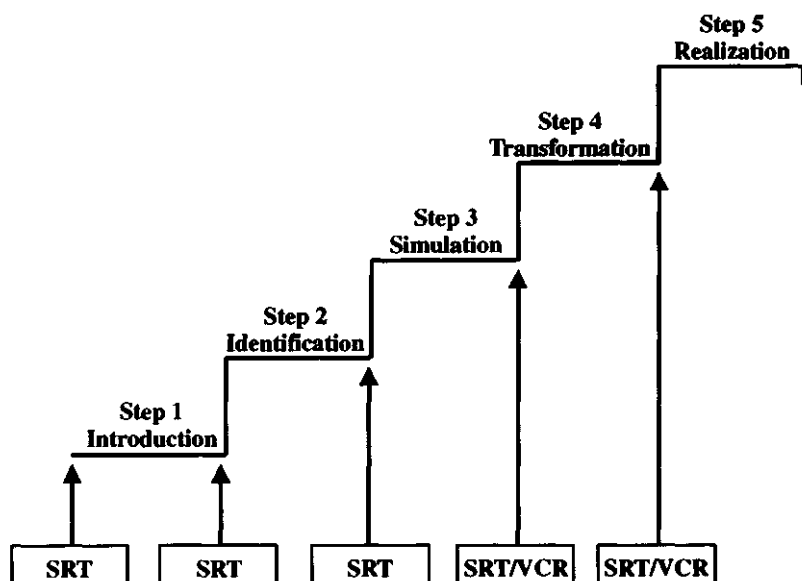 Step 5
Realization
Step 4
Transformation
Step 3
Simulation
Step 2
Identification
Step 1
Introduction
SRT
SRT
SRT
SRT/VCR
SRT/VCR